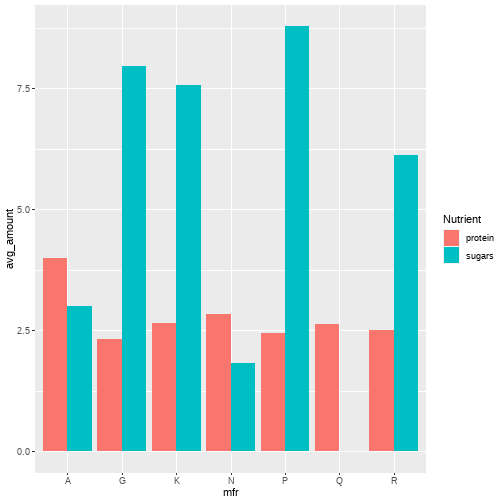 7.5
5.0
2.5
0.0
avg_amount
A G K N P Q R
mfr
Nutrient
protein
sugars